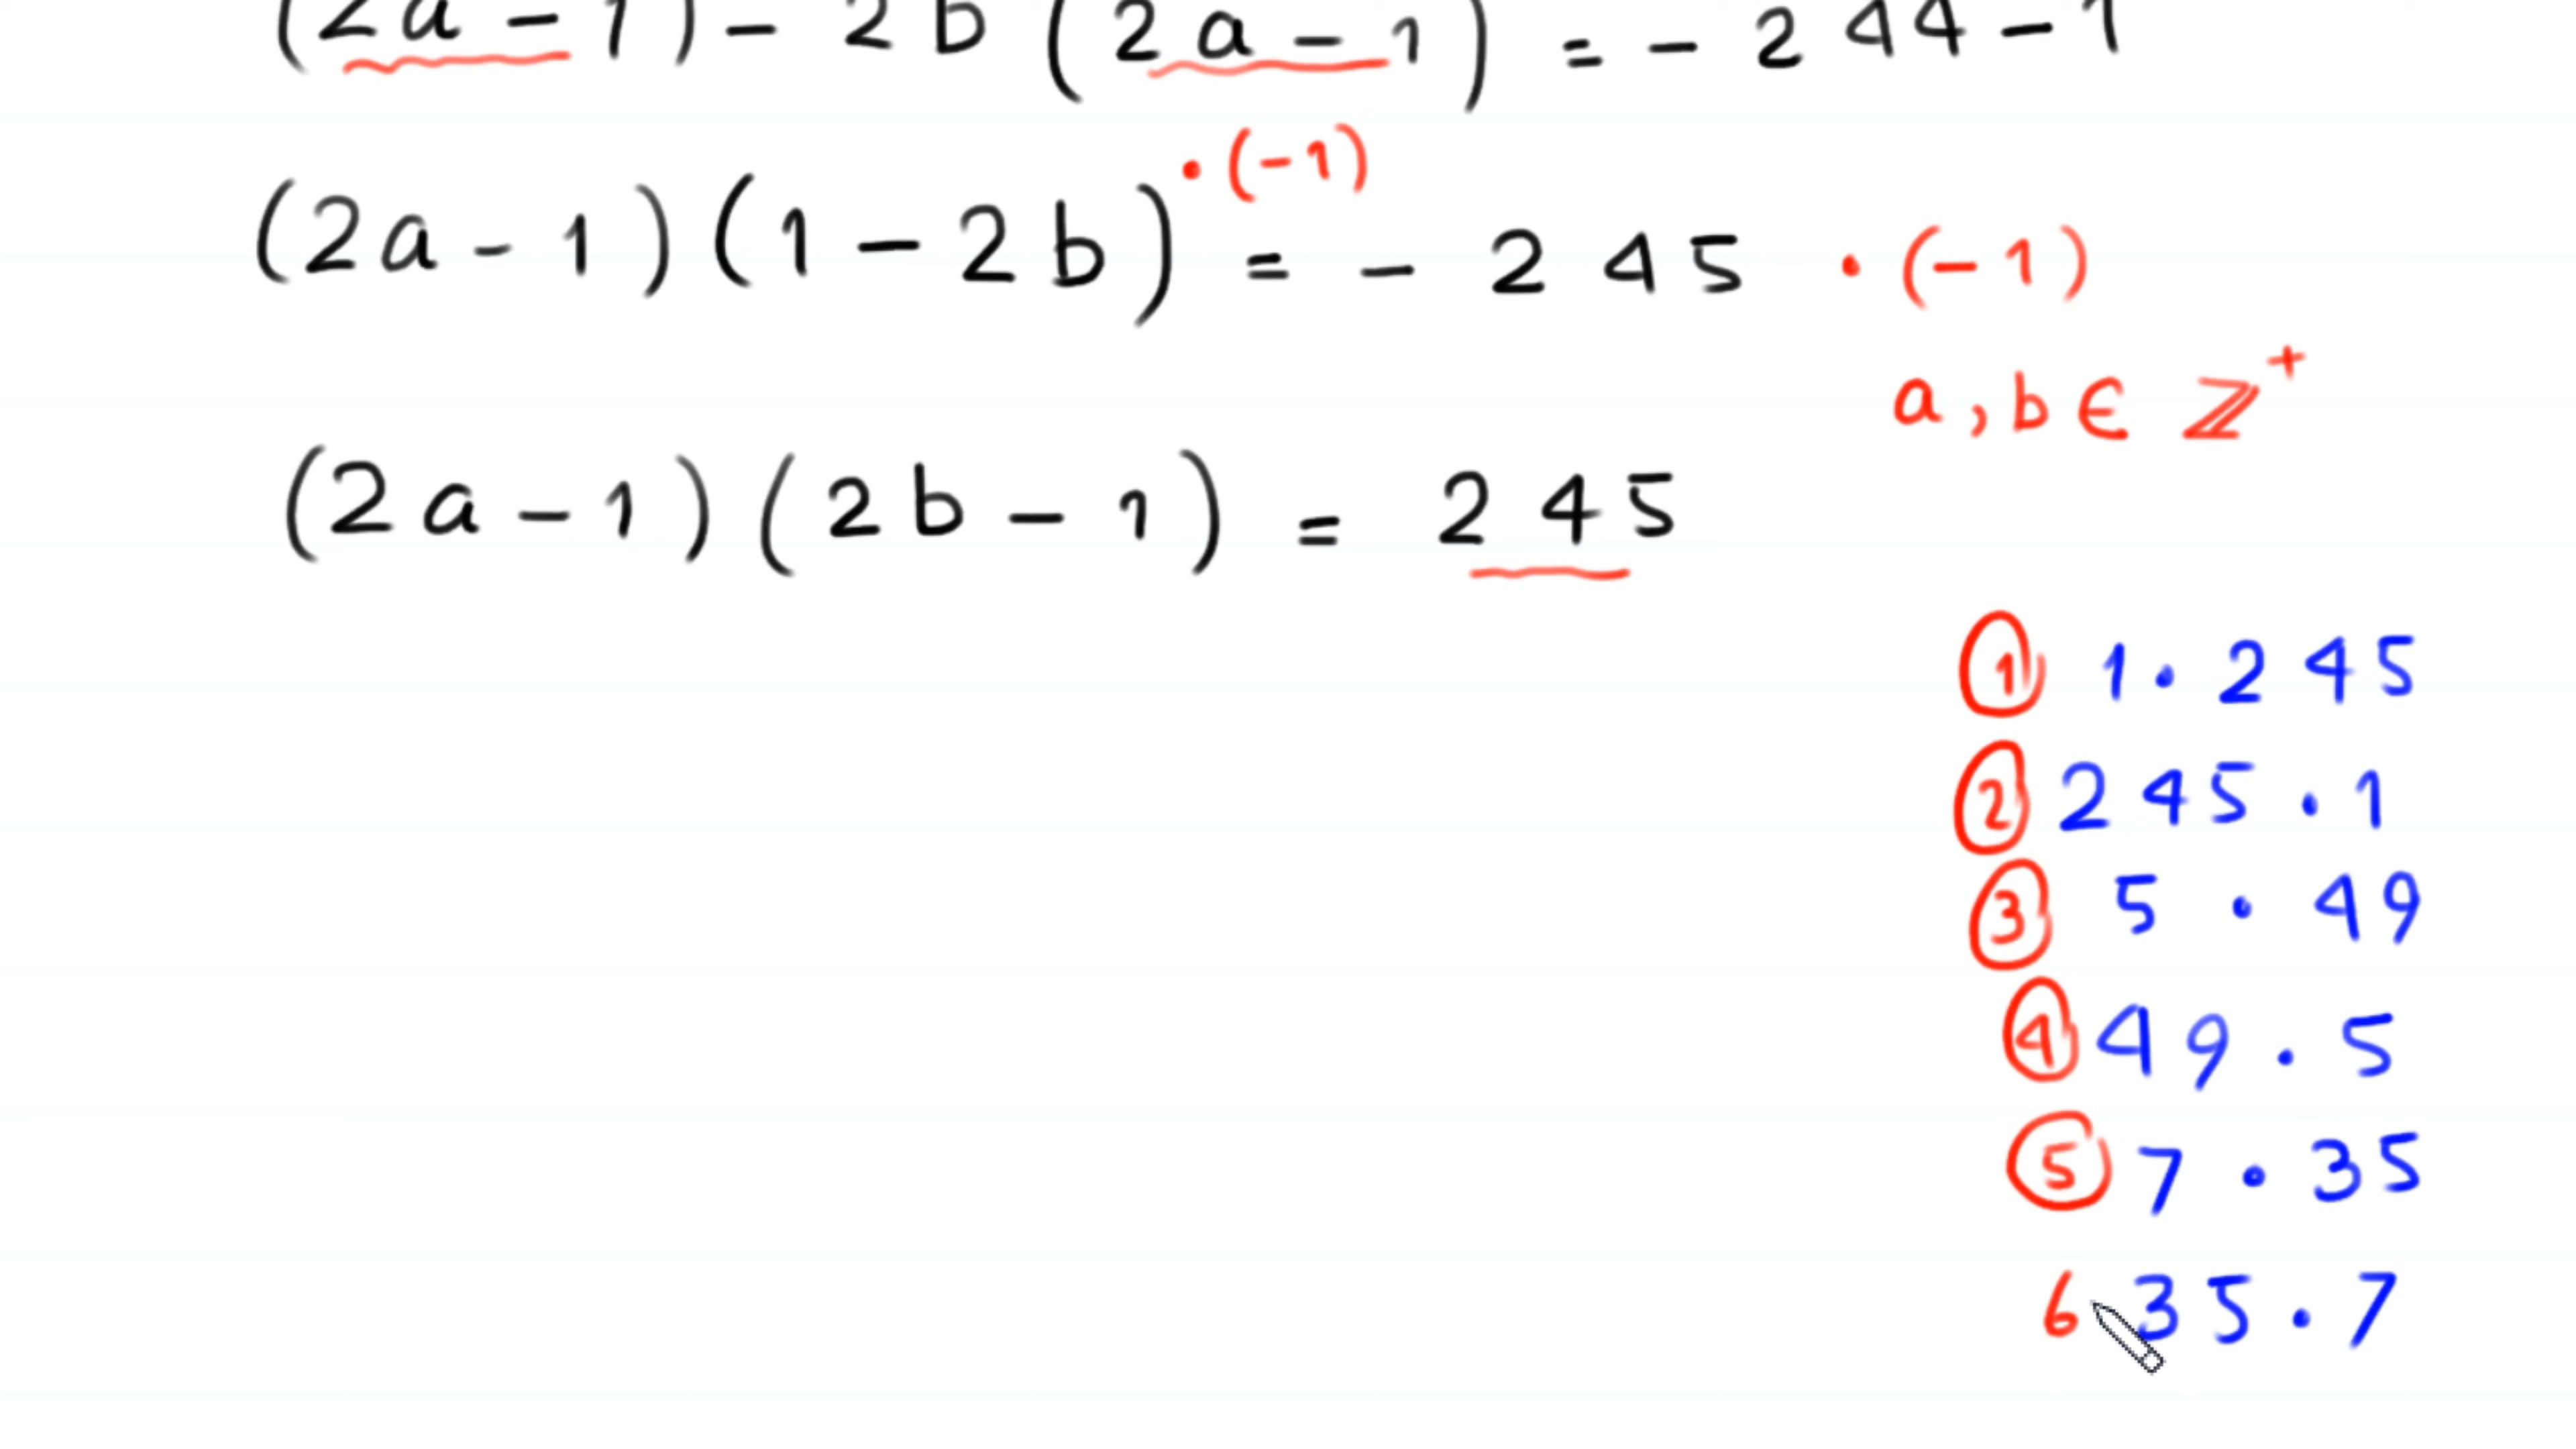 (2a - 1) - 2b (2a - 1) = - 244 - 1
(2a - 1) (1 - 2b) · (-1) = - 245 · (-1)
a, b ∈ ℤ⁺
(2a - 1) (2b - 1) = 245
① 1 · 245
② 245 · 1
③ 5 · 49
④ 49 · 5
⑤ 7 · 35
6 35 · 7